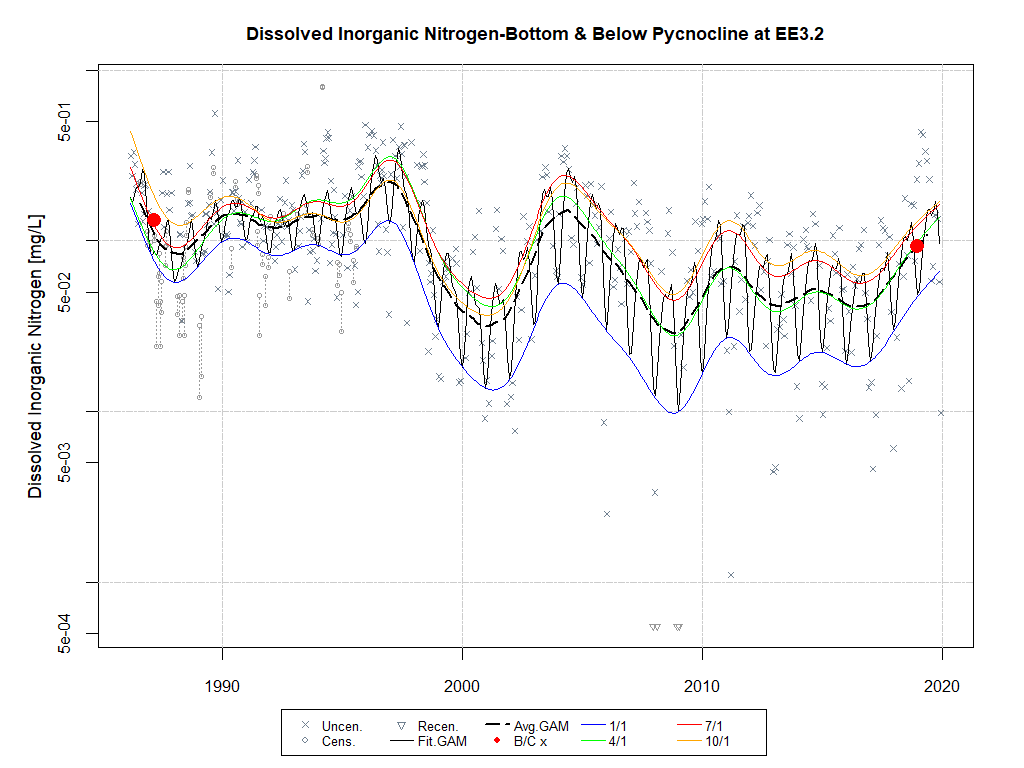 Dissolved Inorganic Nitrogen-Bottom & Below Pycnocline at EE3.2
Dissolved Inorganic Nitrogen [mg/L]
5e-01
5e-02
5e-03
5e-04
1990 2000 2010 2020
Uncen. Recen. Avg.GAM 1/1 7/1
Cens. Fit.GAM B/C x 4/1 10/1